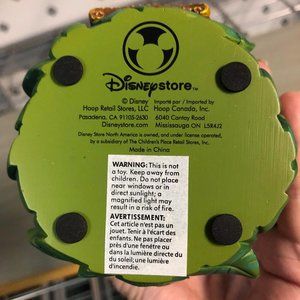 Disney store™
© Disney
Hoop Retail Stores, LLC
Pasadena, CA 91105-2630
Disneystore.com
Importé par / Imported by
Hoop Canada, Inc.
6040 Cantay Road
Mississauga ON L5R4J2
Disney Store North America is owned, and under license operated,
by a subsidiary of The Children's Place Retail Stores, Inc.
Made in China
WARNING: This is not
a toy. Keep away from
children. Do not place
near windows or in
direct sunlight; a
magnified light may
result in a risk of fire.
AVERTISSEMENT:
Cet article n'est pas un
jouet. Tenir à l'écart des
enfants. Ne pas placer
près d'une fenêtre ou
dans la lumière directe du
du soleil; une lumière
d'incendie.